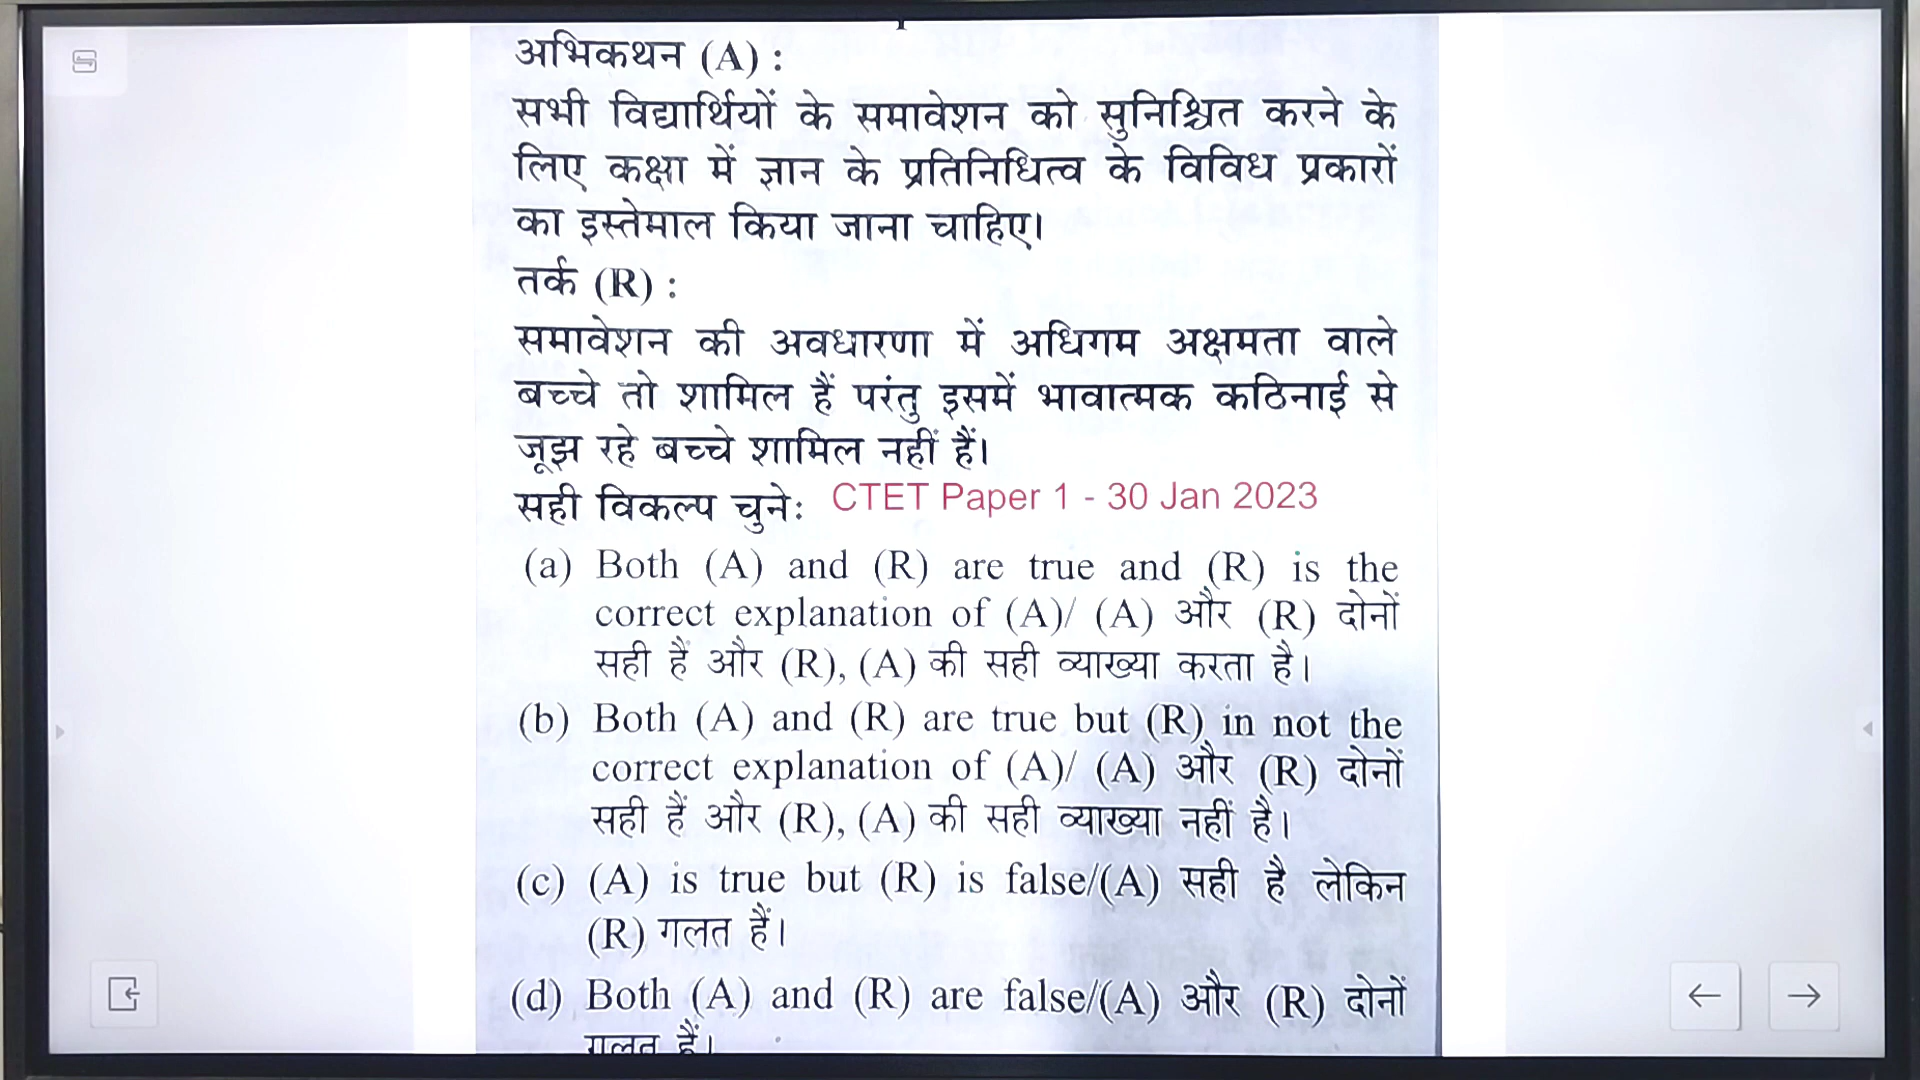 अभिकथन (A) :
सभी विद्यार्थियों के समावेशन को सुनिश्चित करने के
लिए कक्षा में ज्ञान के प्रतिनिधित्व के विविध प्रकारों
का इस्तेमाल किया जाना चाहिए।
तर्क (R) :
समावेशन की अवधारणा में अधिगम अक्षमता वाले
बच्चे तो शामिल हैं परंतु इसमें भावात्मक कठिनाई से
जूझ रहे बच्चे शामिल नहीं हैं।
सही विकल्प चुनेः CTET Paper 1 - 30 Jan 2023
(a) Both (A) and (R) are true and (R) is the
correct explanation of (A)/ (A) और (R) दोनों
सही हैं और (R), (A) की सही व्याख्या करता है।
(b) Both (A) and (R) are true but (R) in not the
correct explanation of (A)/ (A) और (R) दोनों
सही हैं और (R), (A) की सही व्याख्या नहीं है।
(c) (A) is true but (R) is false/(A) सही है लेकिन
(R) गलत हैं।
(d) Both (A) and (R) are false/(A) और (R) दोनों
गलत हैं।